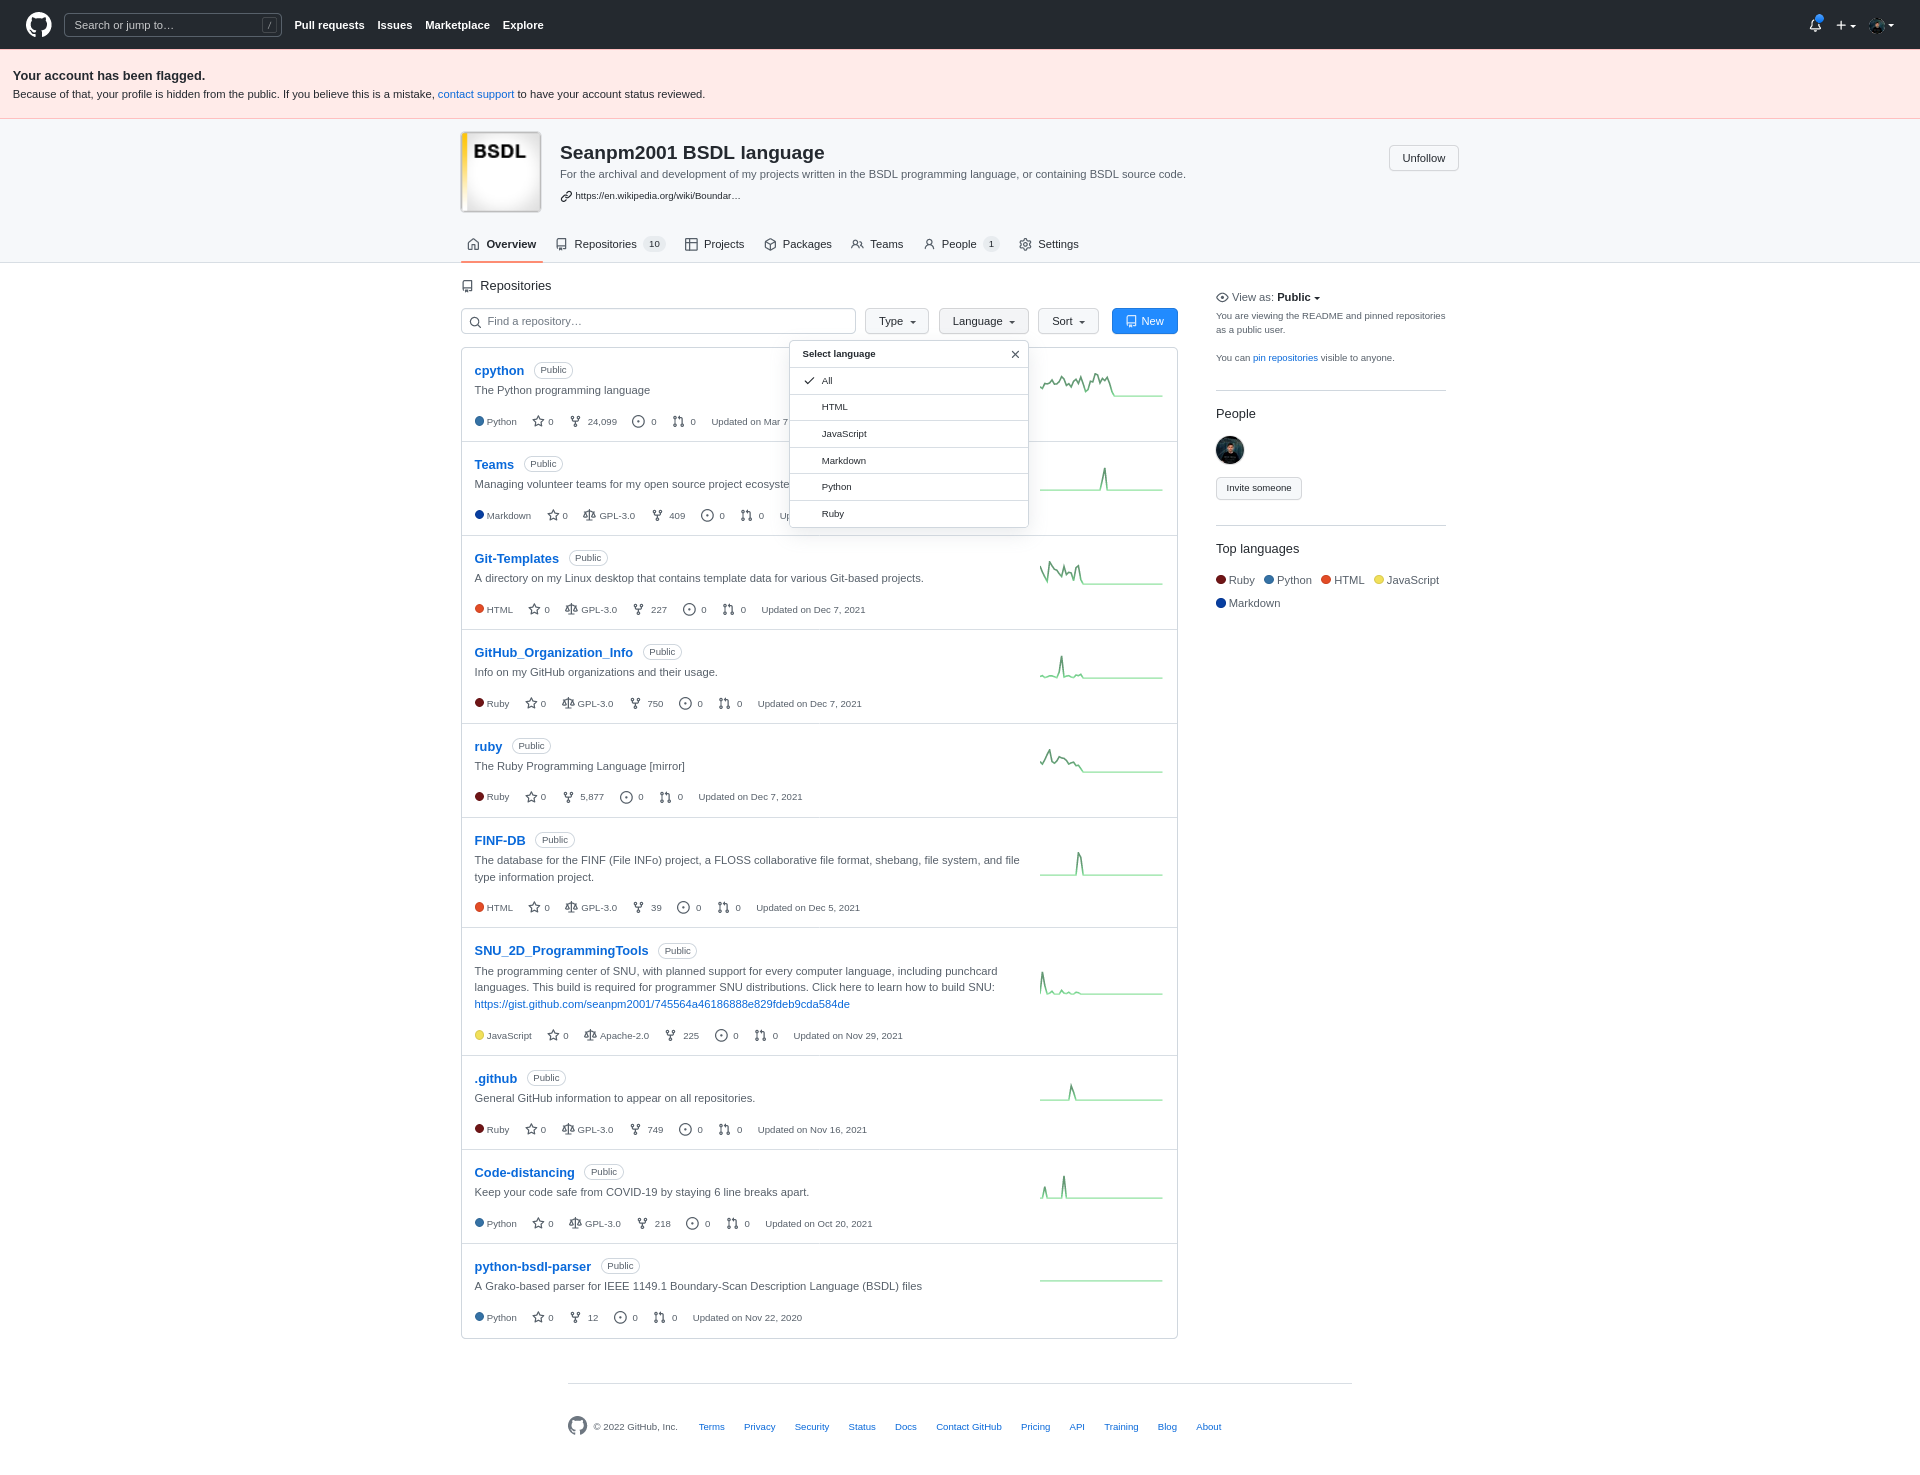 Search or jump to… /
Pull requests Issues Marketplace Explore
Your account has been flagged.
Because of that, your profile is hidden from the public. If you believe this is a mistake, contact support to have your account status reviewed.
BSDL
Seanpm2001 BSDL language
For the archival and development of my projects written in the BSDL programming language, or containing BSDL source code.
https://en.wikipedia.org/wiki/Boundar…
Unfollow
Overview Repositories 10 Projects Packages Teams People 1 Settings
Repositories
Find a repository…
Type Language Sort New
Select language
All
HTML
JavaScript
Markdown
Python
Ruby
cpython Public
The Python programming language
Python 0 24,099 0 0 Updated on Mar 7
Teams Public
Managing volunteer teams for my open source project ecosyste
Markdown 0 GPL-3.0 409 0 0 Up
Git-Templates Public
A directory on my Linux desktop that contains template data for various Git-based projects.
HTML 0 GPL-3.0 227 0 0 Updated on Dec 7, 2021
GitHub_Organization_Info Public
Info on my GitHub organizations and their usage.
Ruby 0 GPL-3.0 750 0 0 Updated on Dec 7, 2021
ruby Public
The Ruby Programming Language [mirror]
Ruby 0 5,877 0 0 Updated on Dec 7, 2021
FINF-DB Public
The database for the FINF (File INFo) project, a FLOSS collaborative file format, shebang, file system, and file
type information project.
HTML 0 GPL-3.0 39 0 0 Updated on Dec 5, 2021
SNU_2D_ProgrammingTools Public
The programming center of SNU, with planned support for every computer language, including punchcard
languages. This build is required for programmer SNU distributions. Click here to learn how to build SNU:
https://gist.github.com/seanpm2001/745564a46186888e829fdeb9cda584de
JavaScript 0 Apache-2.0 225 0 0 Updated on Nov 29, 2021
.github Public
General GitHub information to appear on all repositories.
Ruby 0 GPL-3.0 749 0 0 Updated on Nov 16, 2021
Code-distancing Public
Keep your code safe from COVID-19 by staying 6 line breaks apart.
Python 0 GPL-3.0 218 0 0 Updated on Oct 20, 2021
python-bsdl-parser Public
A Grako-based parser for IEEE 1149.1 Boundary-Scan Description Language (BSDL) files
Python 0 12 0 0 Updated on Nov 22, 2020
View as: Public
You are viewing the README and pinned repositories
as a public user.
You can pin repositories visible to anyone.
People
Invite someone
Top languages
Ruby Python HTML JavaScript
Markdown
© 2022 GitHub, Inc. Terms Privacy Security Status Docs Contact GitHub Pricing API Training Blog About